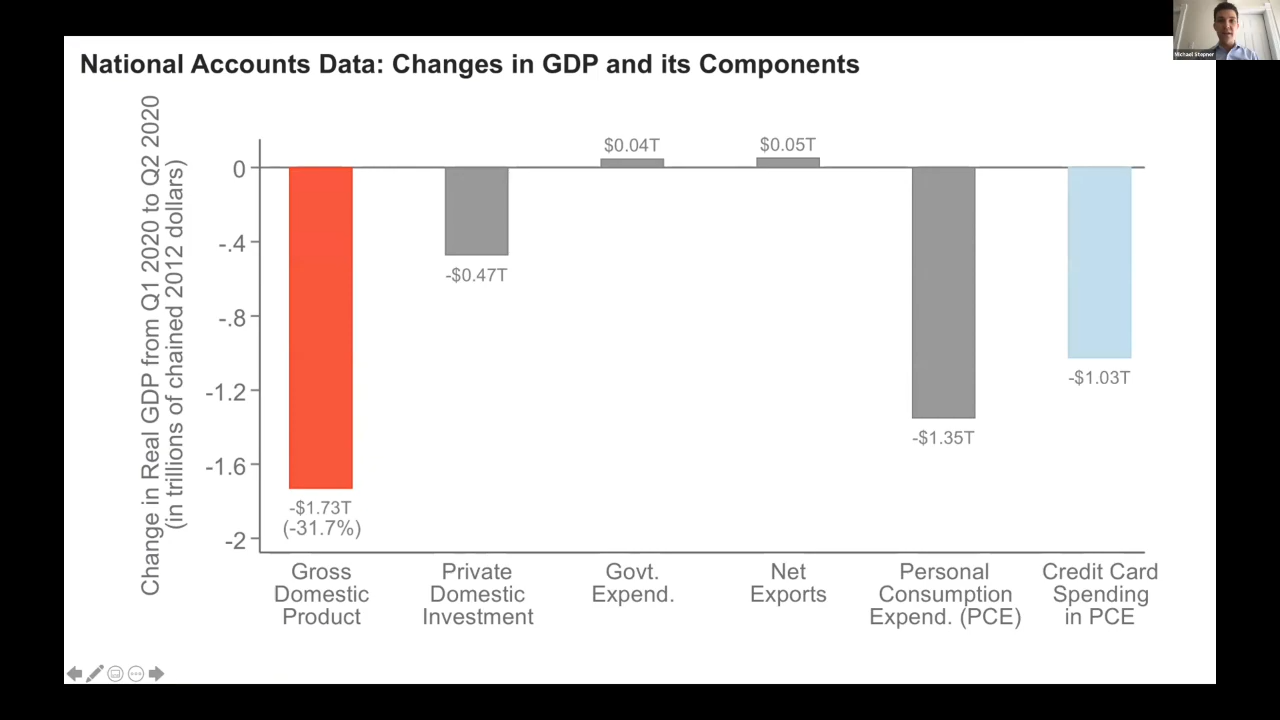 Michael Stepner
National Accounts Data: Changes in GDP and its Components
Change in Real GDP from Q1 2020 to Q2 2020
(in trillions of chained 2012 dollars)
0
-.4
-.8
-1.2
-1.6
-2
-$1.73T
(-31.7%)
-$0.47T
$0.04T
$0.05T
-$1.35T
-$1.03T
Gross
Domestic
Product
Private
Domestic
Investment
Govt.
Expend.
Net
Exports
Personal
Consumption
Expend. (PCE)
Credit Card
Spending
in PCE